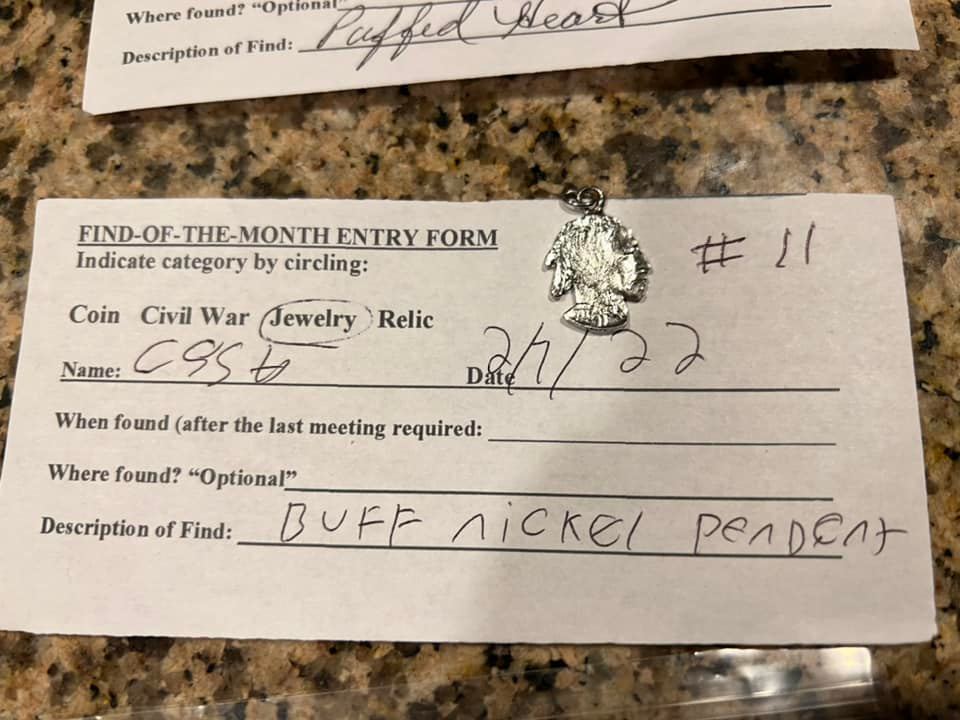 Where found? “Optional”
Description of Find: Puffed Heart
FIND-OF-THE-MONTH ENTRY FORM
Indicate category by circling:
# 11
Coin Civil War Jewelry Relic
Name: Date 2/7/22
When found (after the last meeting required:
Where found? “Optional”
Description of Find: BUFF nickel pendent